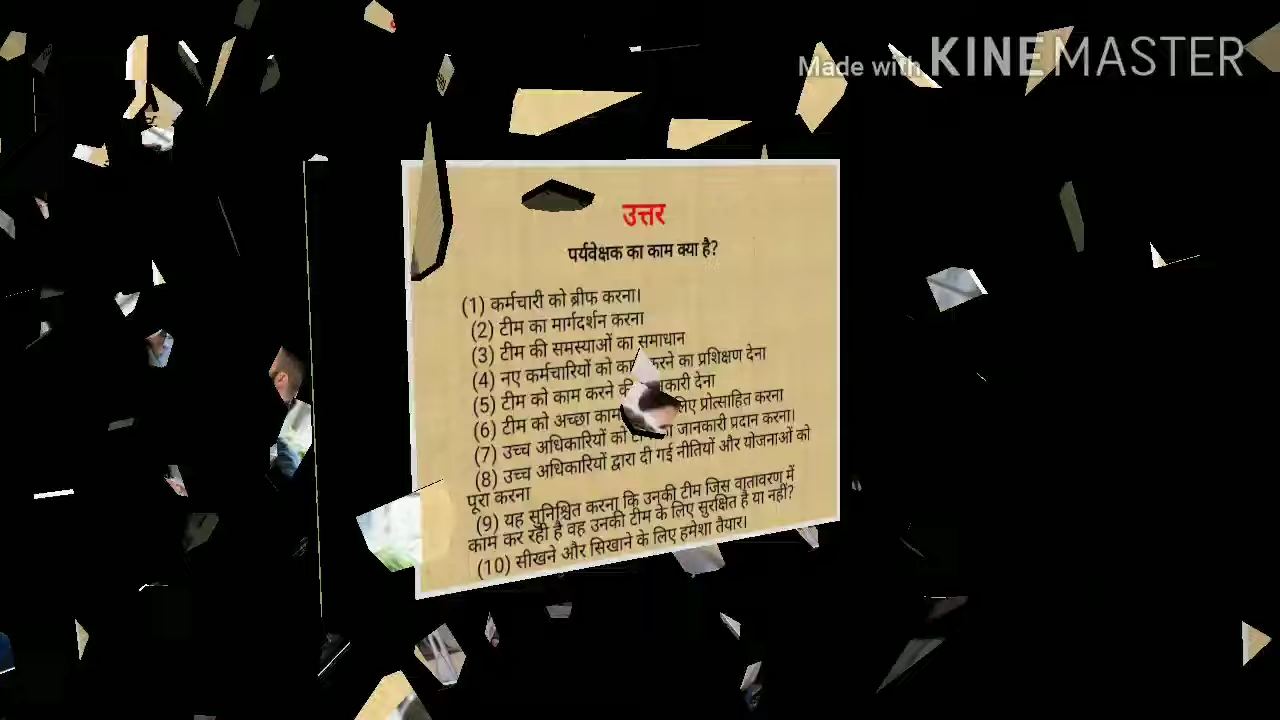 Made with KINEMASTER
उत्तर
पर्यवेक्षक का काम क्या है?
(1) कर्मचारी को ब्रीफ करना।
(2) टीम का मार्गदर्शन करना
(3) टीम की समस्याओं का समाधान
(4) नए कर्मचारियों को करने का प्रशिक्षण देना
(5) टीम को काम करने देना
(6) टीम को अच्छा काम लिए प्रोत्साहित करना
(7) उच्च अधिकारियों को जानकारी प्रदान करना।
(8) उच्च अधिकारियों द्वारा दी गई नीतियों और योजनाओं को
पूरा करना
(9) यह सुनिश्चित करना कि उनकी टीम जिस वातावरण में
काम कर रही है वह उनकी टीम के लिए सुरक्षित है या नहीं?
(10) सीखने और सिखाने के लिए हमेशा तैयार।